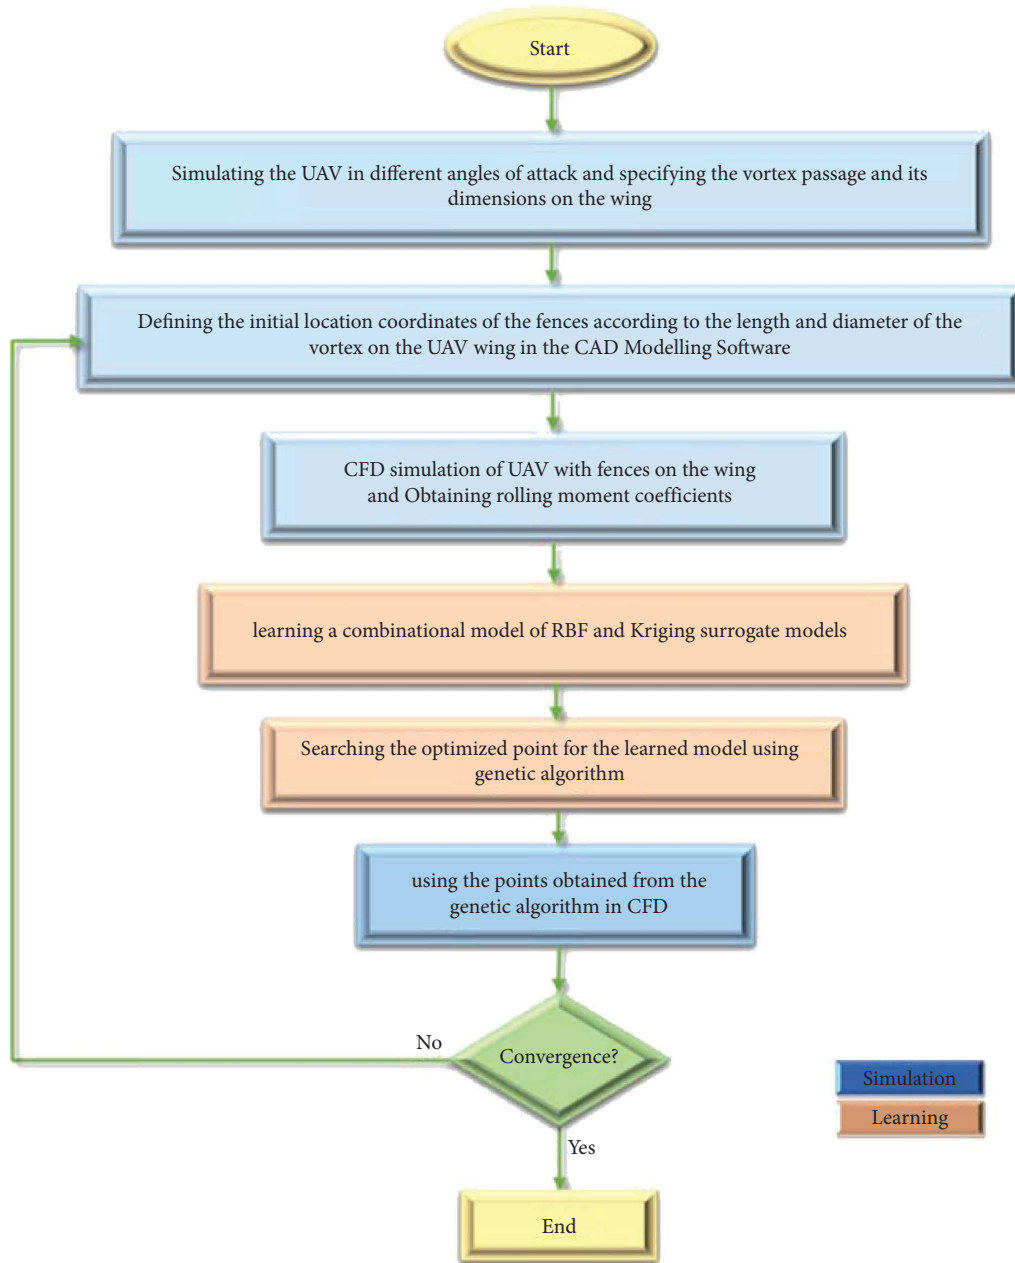 Start
Simulating the UAV in different angles of attack and specifying the vortex passage and its
dimensions on the wing
Defining the initial location coordinates of the fences according to the length and diameter of the
vortex on the UAV wing in the CAD Modelling Software
CFD simulation of UAV with fences on the wing
and Obtaining rolling moment coefficients
learning a combinational model of RBF and Kriging surrogate models
Searching the optimized point for the learned model using
genetic algorithm
using the points obtained from the
genetic algorithm in CFD
No
Convergence?
Simulation
Learning
Yes
End